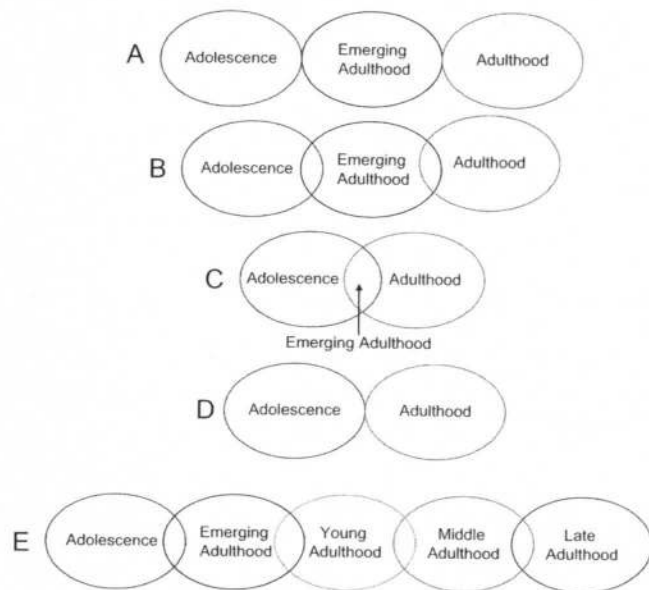 A
Adolescence
Emerging
Adulthood
Adulthood
B
Adolescence
Emerging
Adulthood
Adulthood
C
Adolescence
Adulthood
Emerging Adulthood
D
Adolescence
Adulthood
E
Adolescence
Emerging
Adulthood
Young
Adulthood
Middle
Adulthood
Late
Adulthood